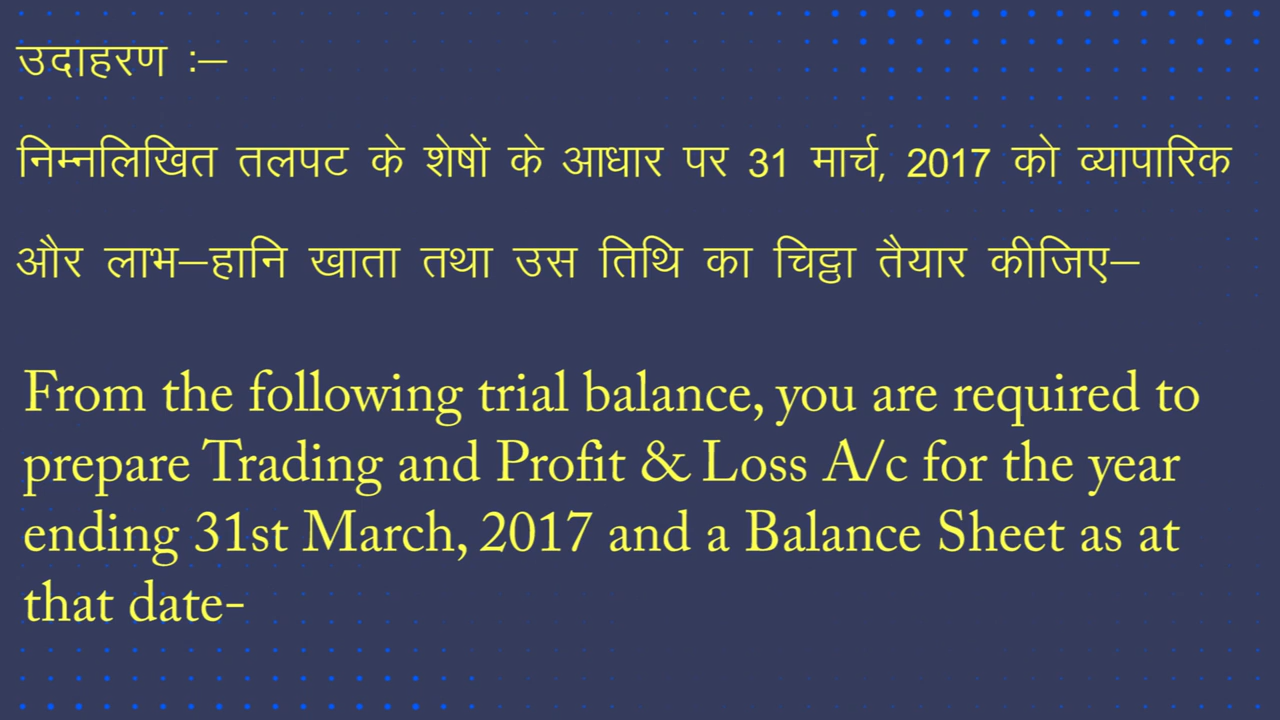 उदाहरण :–
निम्नलिखित तलपट के शेषों के आधार पर 31 मार्च, 2017 को व्यापारिक
और लाभ–हानि खाता तथा उस तिथि का चिट्ठा तैयार कीजिए–
From the following trial balance, you are required to
prepare Trading and Profit & Loss A/c for the year
ending 31st March, 2017 and a Balance Sheet as at
that date-